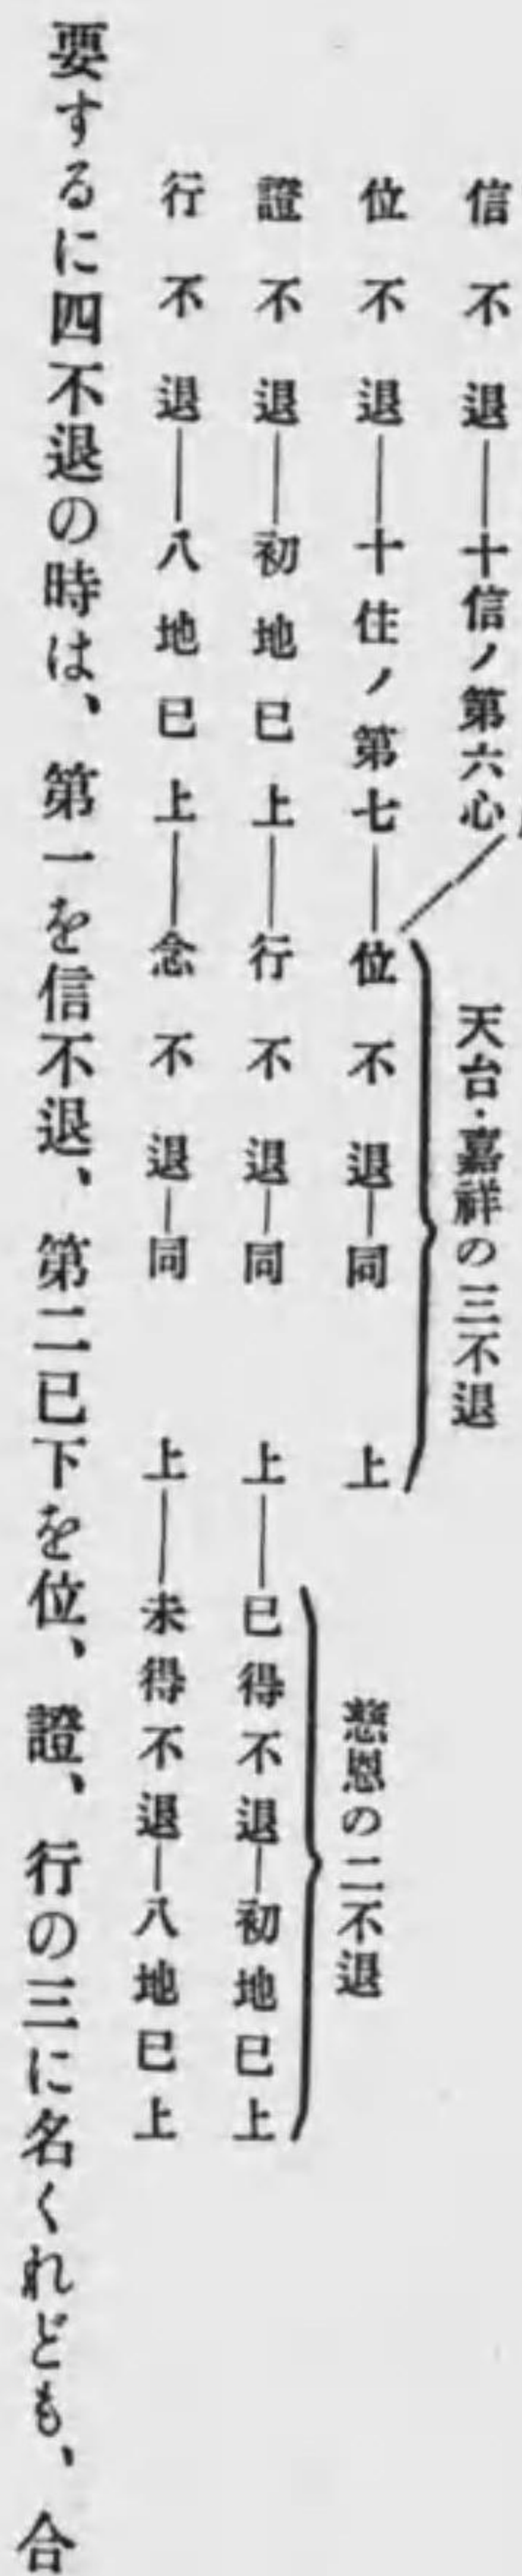 信不退──十信ノ第六心
天台・嘉祥の三不退
位不退──十住ノ第七──位不退─同上
慈恩の二不退
證不退──初地已上──行不退─同上──已得不退─初地已上
行不退──八地已上──念不退─同上──未得不退─八地已上
要するに四不退の時は、第一を信不退、第二已下を位、證、行の三に名くれども、合